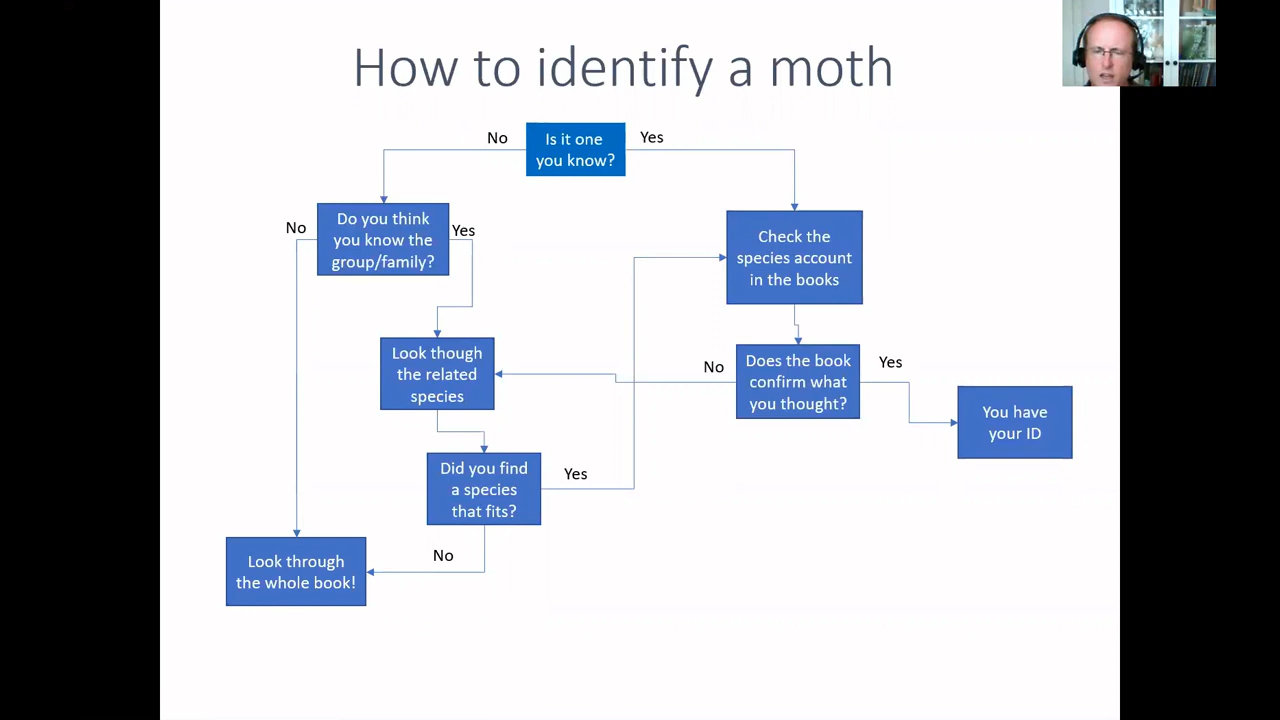 How to identify a moth
No
Is it one
you know?
Yes
No
Do you think
you know the
group/family?
Yes
Check the
species account
in the books
Look though
the related
species
No
Does the book
confirm what
you thought?
Yes
You have
your ID
Did you find
a species
that fits?
Yes
No
Look through
the whole book!